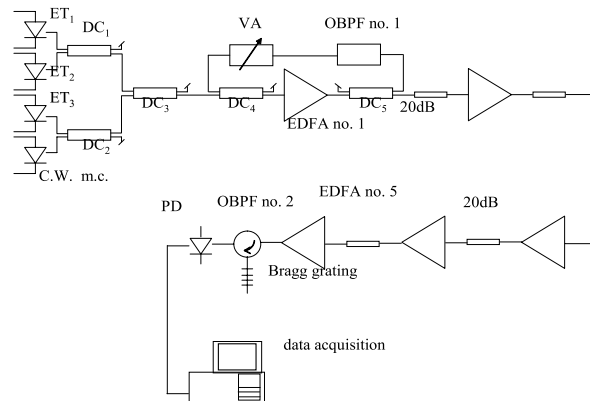 ET1
DC1
VA
OBPF no. 1
ET2
ET3
DC3
DC4
DC5
20dB
EDFA no. 1
DC2
C.W. m.c.
PD
OBPF no. 2
EDFA no. 5
20dB
Bragg grating
data acquisition